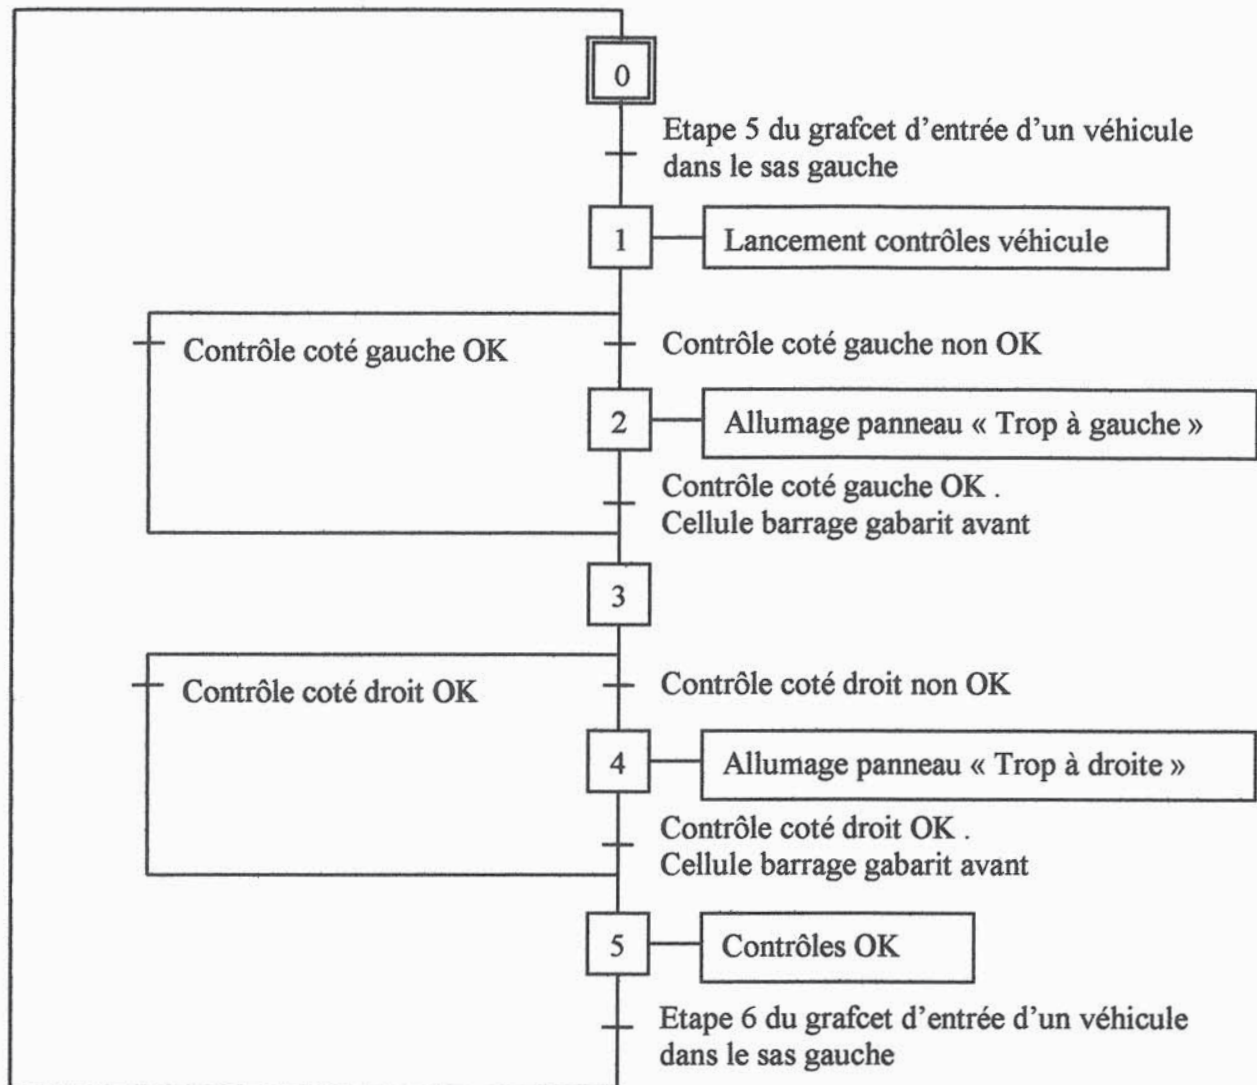 0
Etape 5 du grafcet d'entrée d'un véhicule
dans le sas gauche
1
Lancement contrôles véhicule
Contrôle coté gauche OK
Contrôle coté gauche non OK
2
Allumage panneau « Trop à gauche »
Contrôle coté gauche OK .
Cellule barrage gabarit avant
3
Contrôle coté droit OK
Contrôle coté droit non OK
4
Allumage panneau « Trop à droite »
Contrôle coté droit OK .
Cellule barrage gabarit avant
5
Contrôles OK
Etape 6 du grafcet d'entrée d'un véhicule
dans le sas gauche